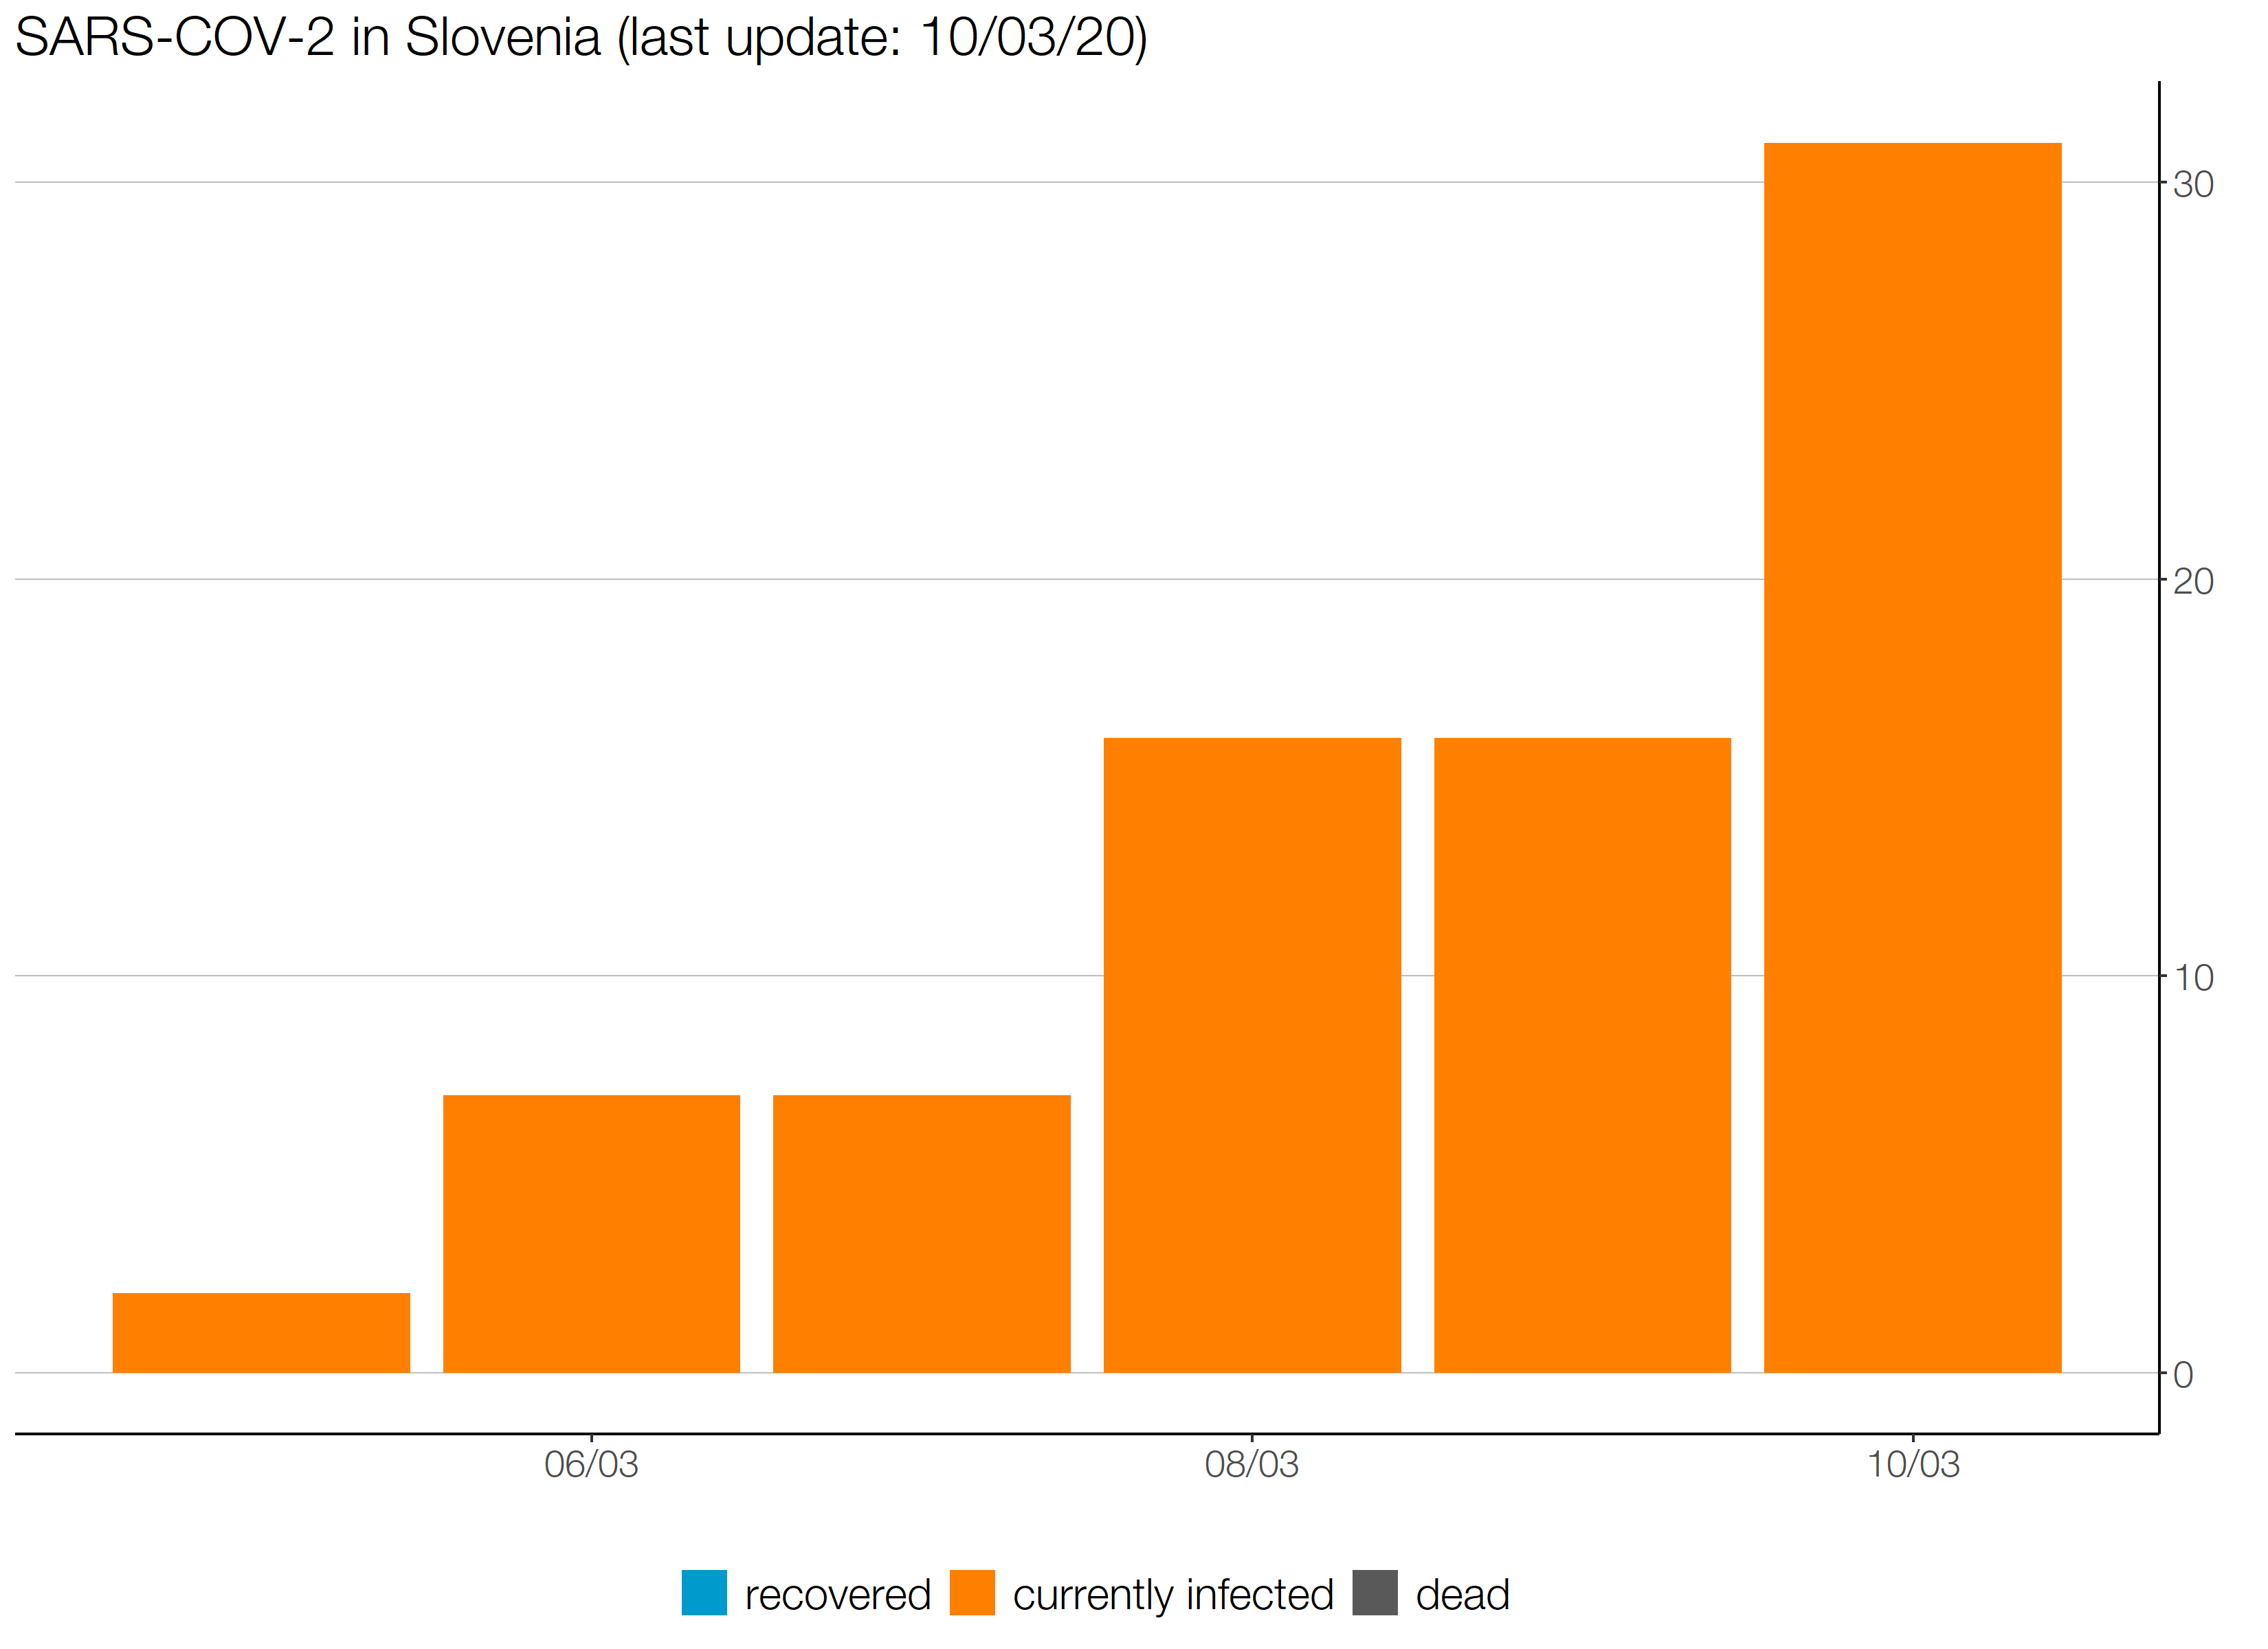 SARS-COV-2 in Slovenia (last update: 10/03/20)
30
20
10
0
06/03 08/03 10/03
recovered currently infected dead